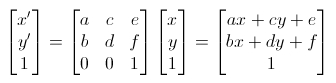 [x′] = [a c e] [x] = [ax + cy + e]
[y′] = [b d f] [y] = [bx + dy + f]
[1] = [0 0 1] [1] = [1]